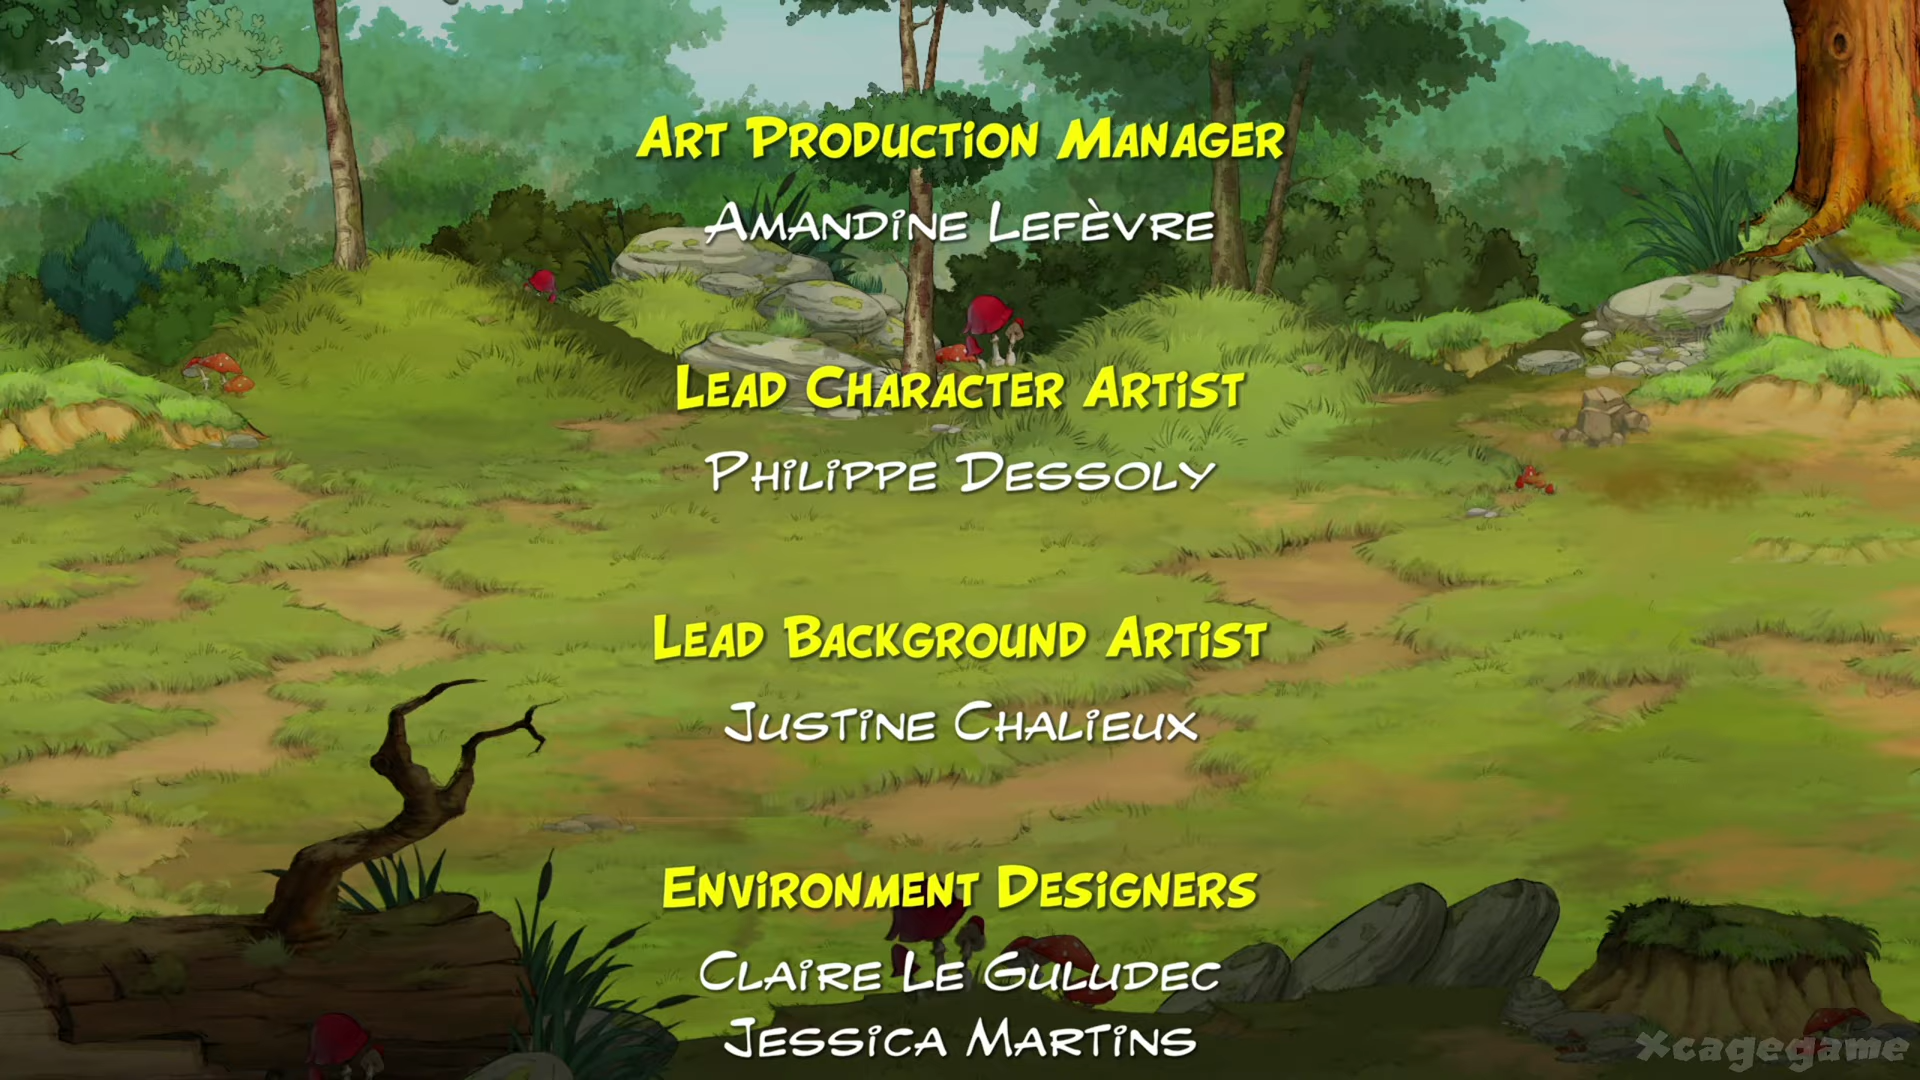 Art Production Manager
Amandine Lefèvre
Lead Character Artist
Philippe Dessoly
Lead Background Artist
Justine Chalieux
Environment Designers
Claire Le Guludec
Jessica Martins
Xcagegame